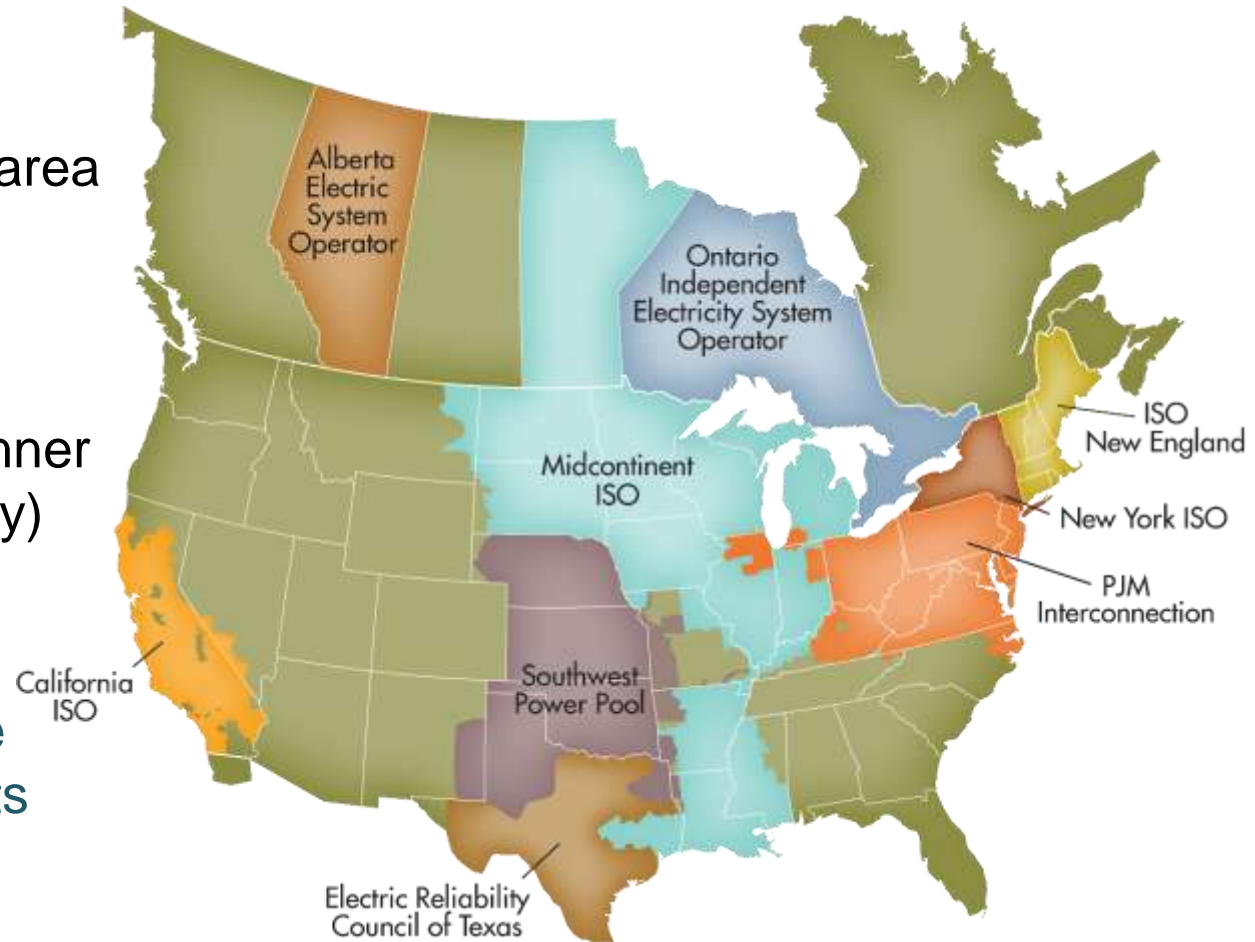 area
nner
y)
e
ts
Alberta
Electric
System
Operator
Ontario
Independent
Electricity System
Operator
Midcontinent
ISO
ISO
New England
New York ISO
PJM
Interconnection
Southwest
Power Pool
California
ISO
Electric Reliability
Council of Texas